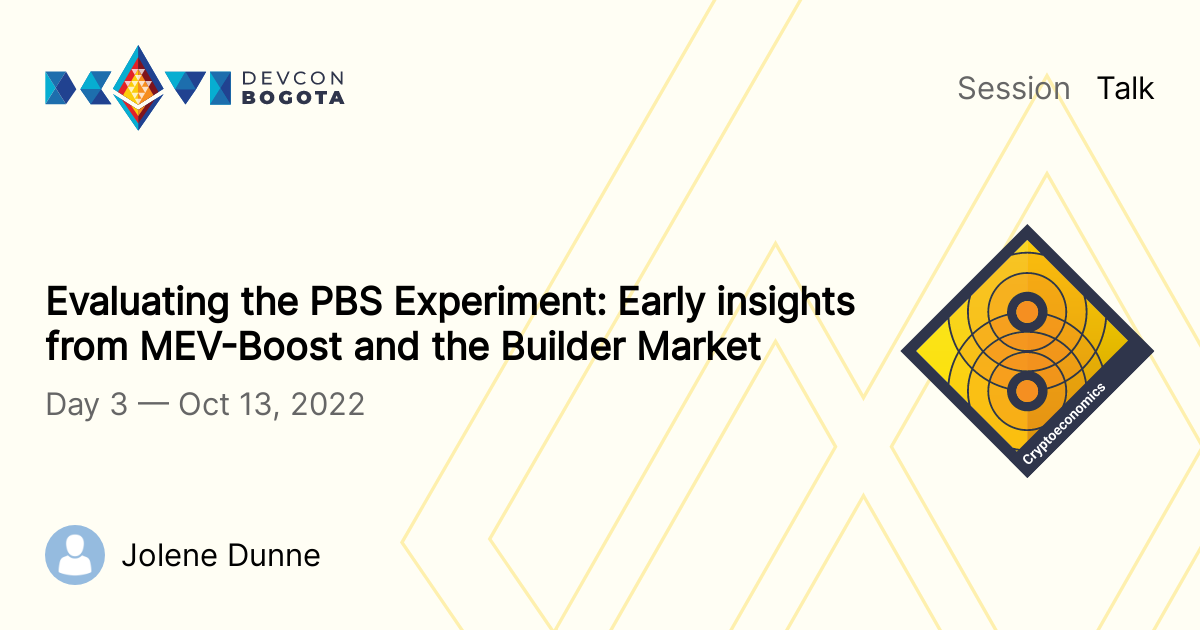 DEVCON
BOGOTA
Session Talk
Evaluating the PBS Experiment: Early insights
from MEV-Boost and the Builder Market
Day 3 — Oct 13, 2022
Cryptoeconomics
Jolene Dunne